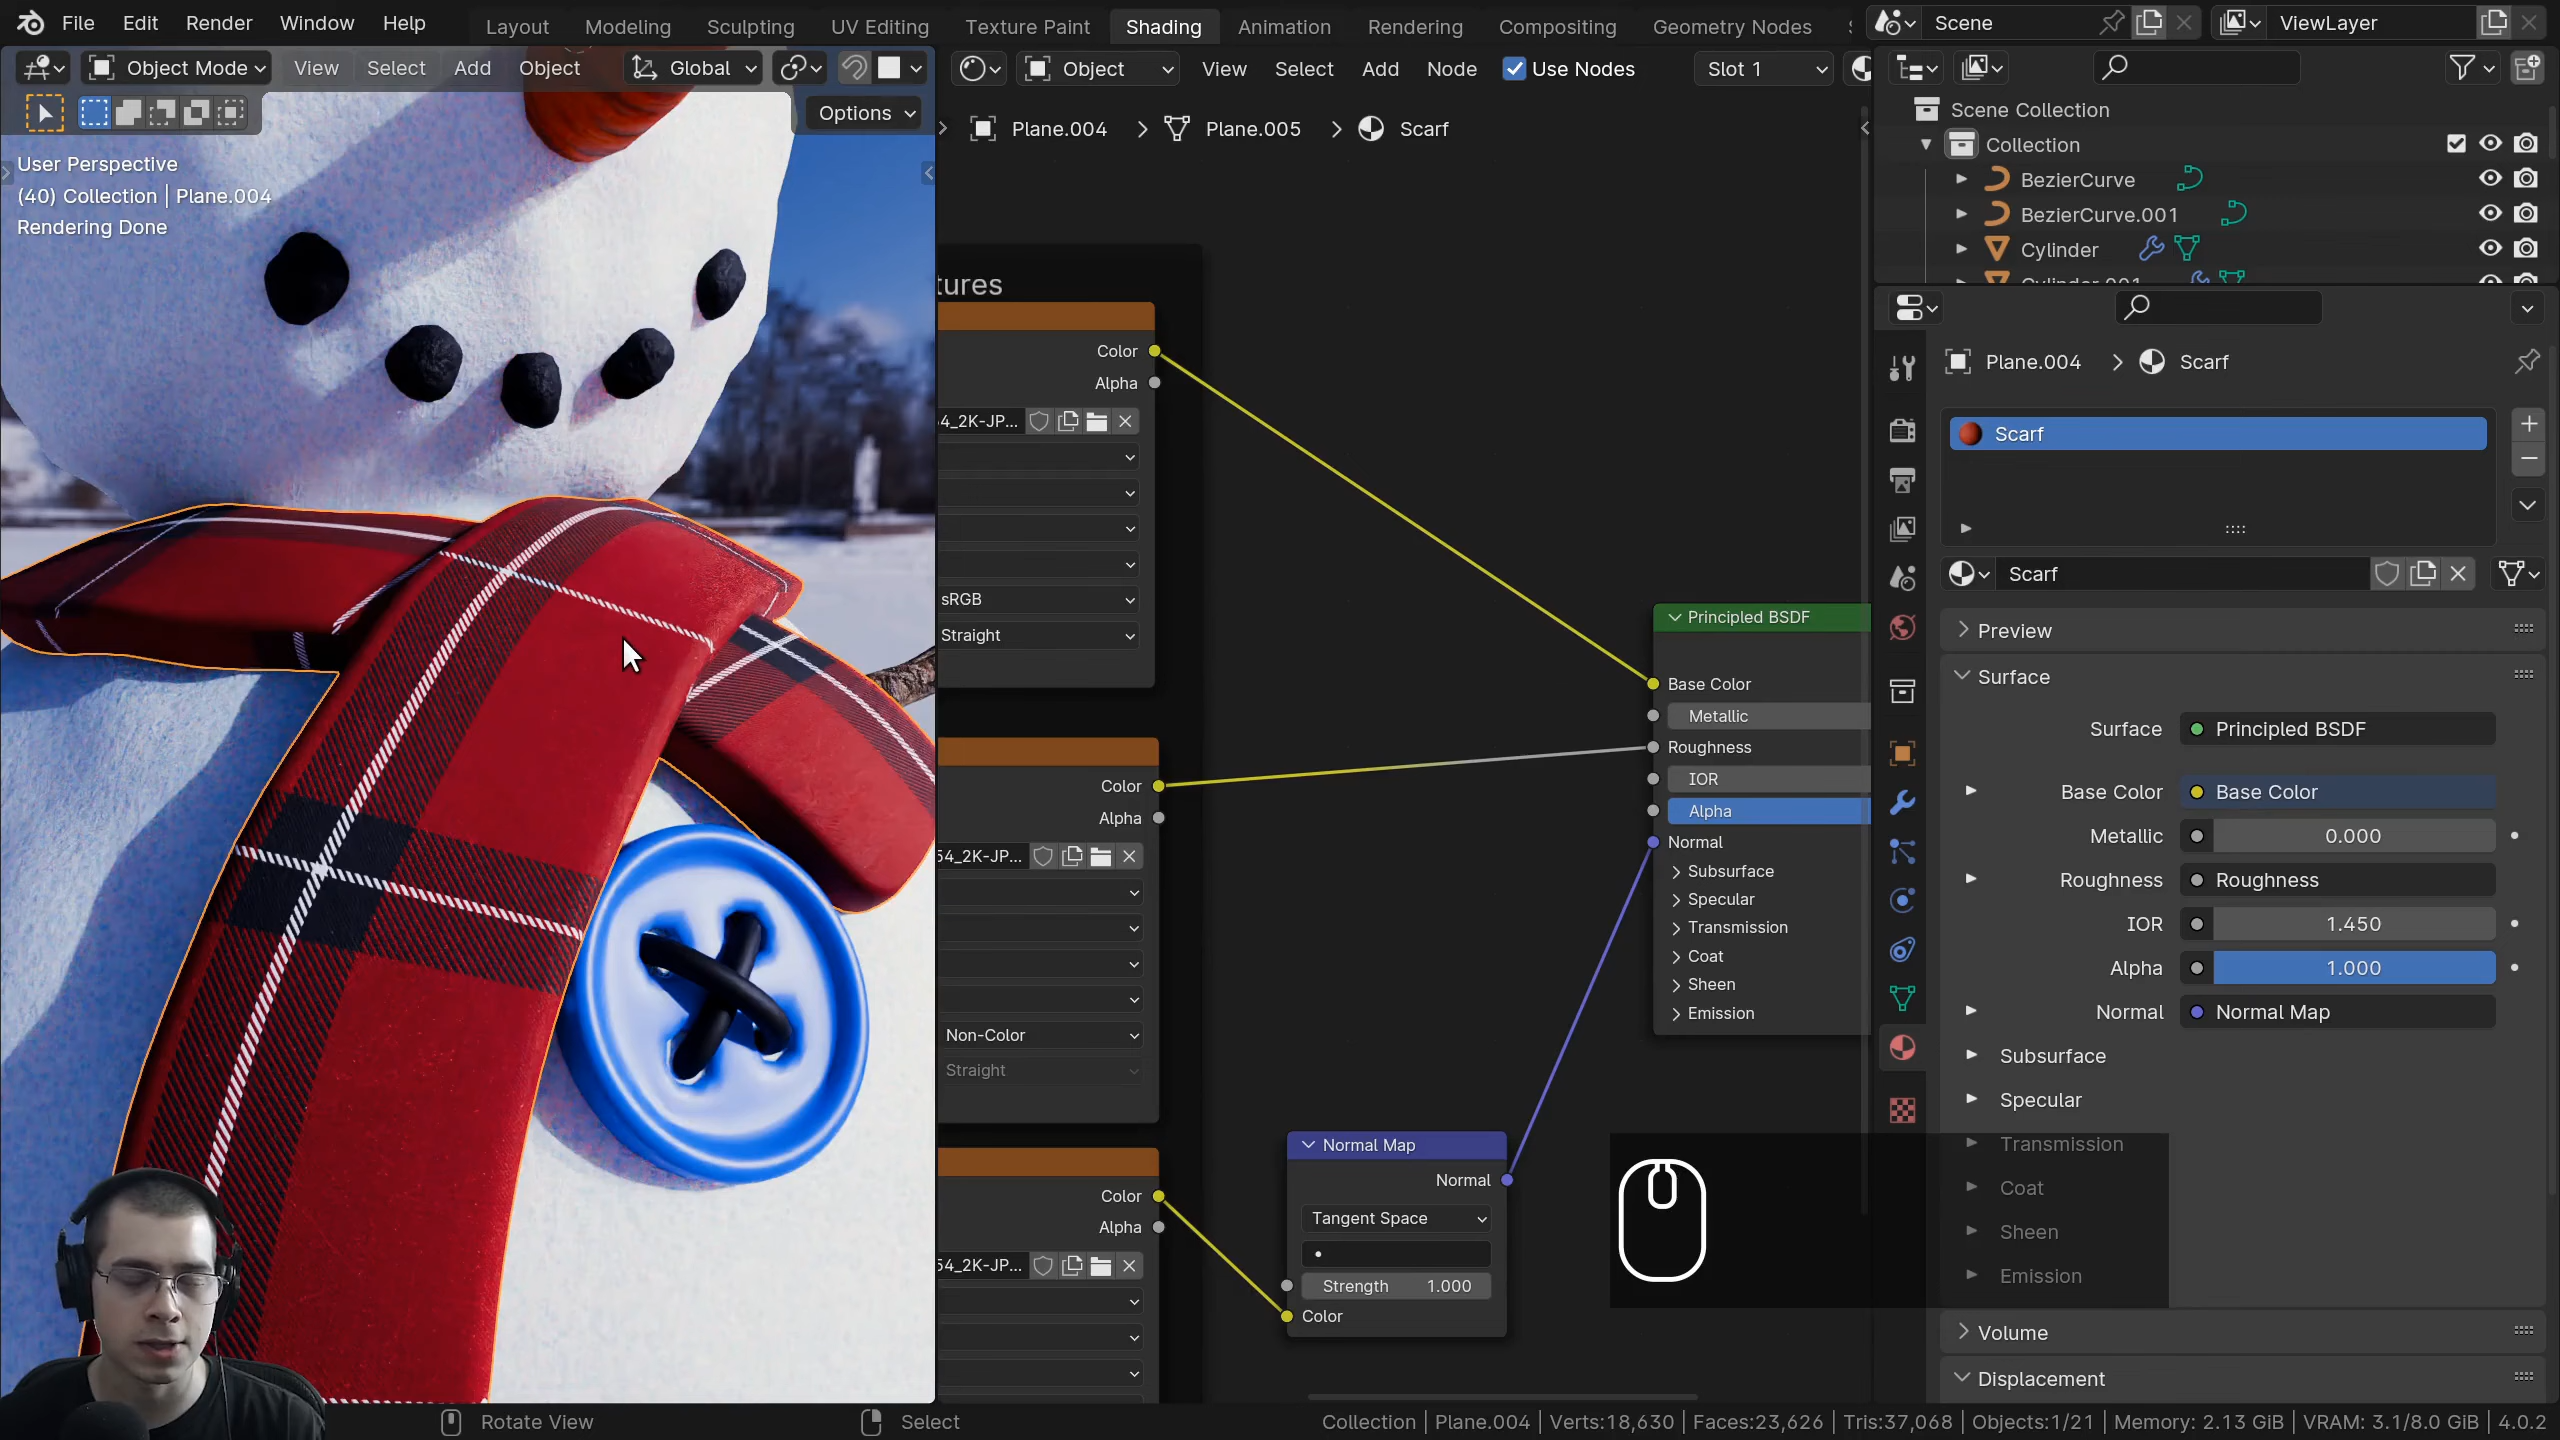 File Edit Render Window Help
Layout Modeling Sculpting UV Editing Texture Paint Shading Animation Rendering Compositing Geometry Nodes
Scene
ViewLayer
Object Mode View Select Add Object Global
Options
User Perspective
(40) Collection | Plane.004
Rendering Done
Object View Select Add Node Use Nodes Slot 1
Plane.004 Plane.005 Scarf
tures
Color
Alpha
4_2K-JP...
sRGB
Straight
Color
Alpha
54_2K-JP...
Non-Color
Straight
Color
Alpha
54_2K-JP...
Normal Map
Normal
Tangent Space
Strength 1.000
Color
Principled BSDF
Base Color
Metallic
Roughness
IOR
Alpha
Normal
Subsurface
Specular
Transmission
Coat
Sheen
Emission
Scene Collection
Collection
BezierCurve
BezierCurve.001
Cylinder
Cylinder.001
Plane.004 Scarf
Scarf
Scarf
Preview
Surface
Surface Principled BSDF
Base Color Base Color
Metallic 0.000
Roughness Roughness
IOR 1.450
Alpha 1.000
Normal Normal Map
Subsurface
Specular
Transmission
Coat
Sheen
Emission
Volume
Displacement
Rotate View
Select
Collection | Plane.004 | Verts:18,630 | Faces:23,626 | Tris:37,068 | Objects:1/21 | Memory: 2.13 GiB | VRAM: 3.1/8.0 GiB | 4.0.2